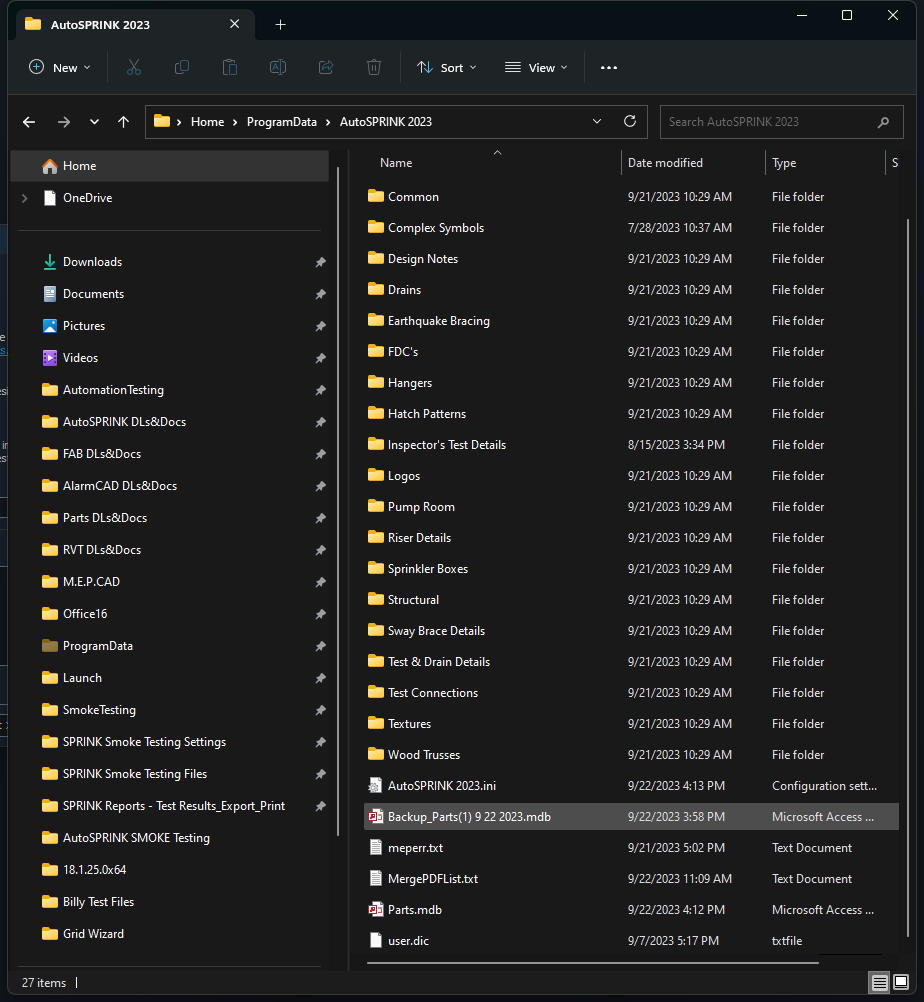 AutoSPRINK 2023
New
Sort
View
Home
ProgramData
AutoSPRINK 2023
Search AutoSPRINK 2023
Home
OneDrive
Downloads
Documents
Pictures
Videos
AutomationTesting
AutoSPRINK DLs&Docs
FAB DLs&Docs
AlarmCAD DLs&Docs
Parts DLs&Docs
RVT DLs&Docs
M.E.P.CAD
Office16
ProgramData
Launch
SmokeTesting
SPRINK Smoke Testing Settings
SPRINK Smoke Testing Files
SPRINK Reports - Test Results_Export_Print
AutoSPRINK SMOKE Testing
18.1.25.0x64
Billy Test Files
Grid Wizard
Name Date modified Type S
Common 9/21/2023 10:29 AM File folder
Complex Symbols 7/28/2023 10:37 AM File folder
Design Notes 9/21/2023 10:29 AM File folder
Drains 9/21/2023 10:29 AM File folder
Earthquake Bracing 9/21/2023 10:29 AM File folder
FDC's 9/21/2023 10:29 AM File folder
Hangers 9/21/2023 10:29 AM File folder
Hatch Patterns 9/21/2023 10:29 AM File folder
Inspector's Test Details 8/15/2023 3:34 PM File folder
Logos 9/21/2023 10:29 AM File folder
Pump Room 9/21/2023 10:29 AM File folder
Riser Details 9/21/2023 10:29 AM File folder
Sprinkler Boxes 9/21/2023 10:29 AM File folder
Structural 9/21/2023 10:29 AM File folder
Sway Brace Details 9/21/2023 10:29 AM File folder
Test & Drain Details 9/21/2023 10:29 AM File folder
Test Connections 9/21/2023 10:29 AM File folder
Textures 9/21/2023 10:29 AM File folder
Wood Trusses 9/21/2023 10:29 AM File folder
AutoSPRINK 2023.ini 9/22/2023 4:13 PM Configuration sett...
Backup_Parts(1) 9 22 2023.mdb 9/22/2023 3:58 PM Microsoft Access ...
meperr.txt 9/21/2023 5:02 PM Text Document
MergePDFList.txt 9/22/2023 11:09 AM Text Document
Parts.mdb 9/22/2023 4:12 PM Microsoft Access ...
user.dic 9/7/2023 5:17 PM txtfile
27 items